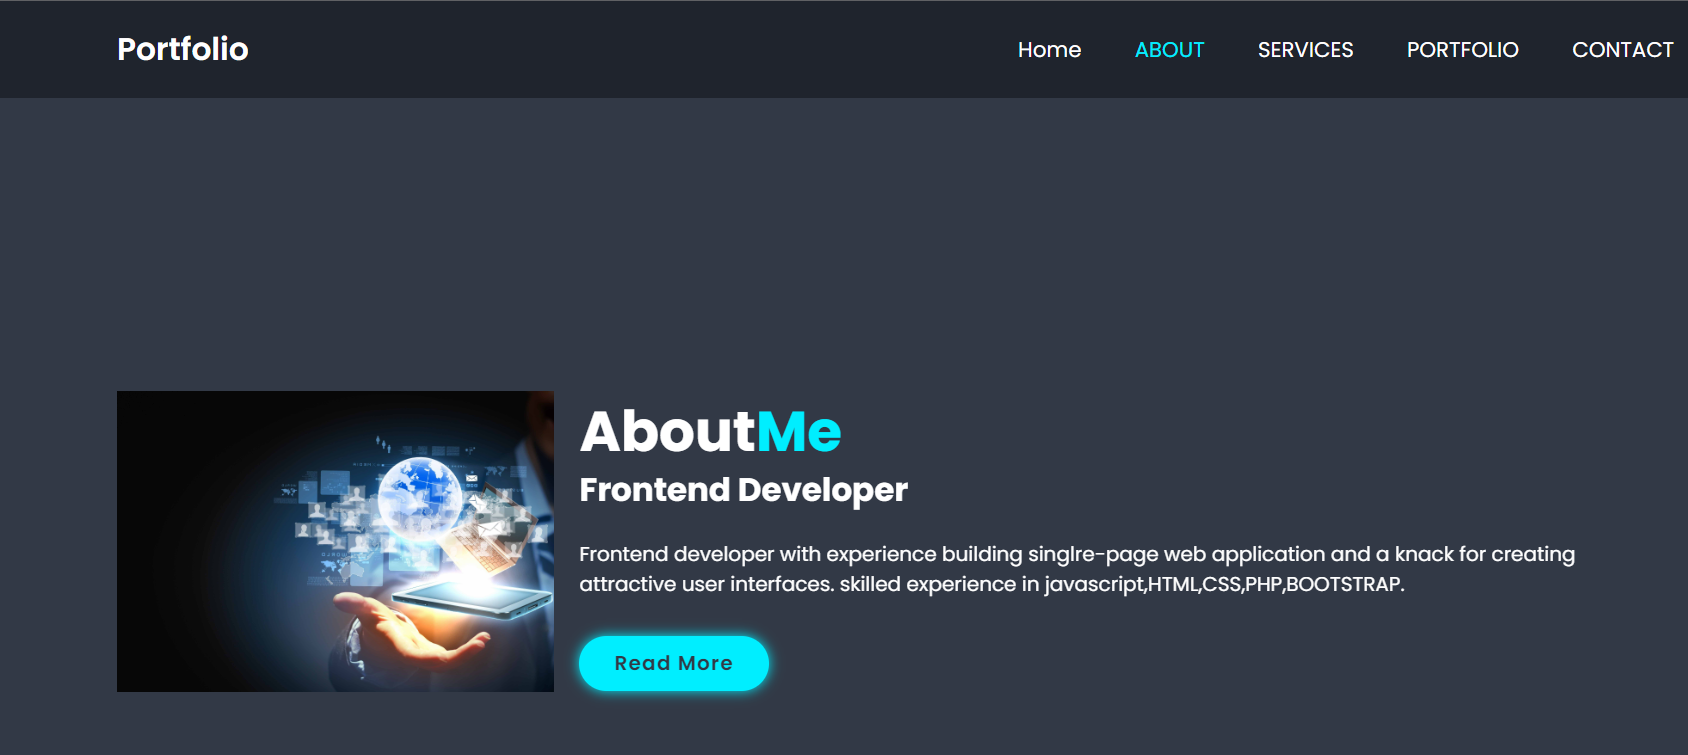 Portfolio
Home ABOUT SERVICES PORTFOLIO CONTACT
AboutMe
Frontend Developer
Frontend developer with experience building singlre-page web application and a knack for creating
attractive user interfaces. skilled experience in javascript,HTML,CSS,PHP,BOOTSTRAP.
Read More